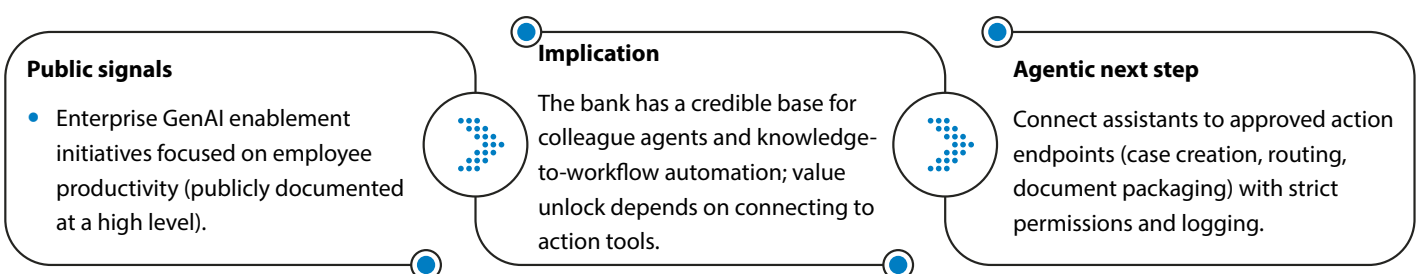 Public signals
• Enterprise GenAI enablement
initiatives focused on employee
productivity (publicly documented
at a high level).
Implication
The bank has a credible base for
colleague agents and knowledge-
to-workflow automation; value
unlock depends on connecting to
action tools.
Agentic next step
Connect assistants to approved action
endpoints (case creation, routing,
document packaging) with strict
permissions and logging.